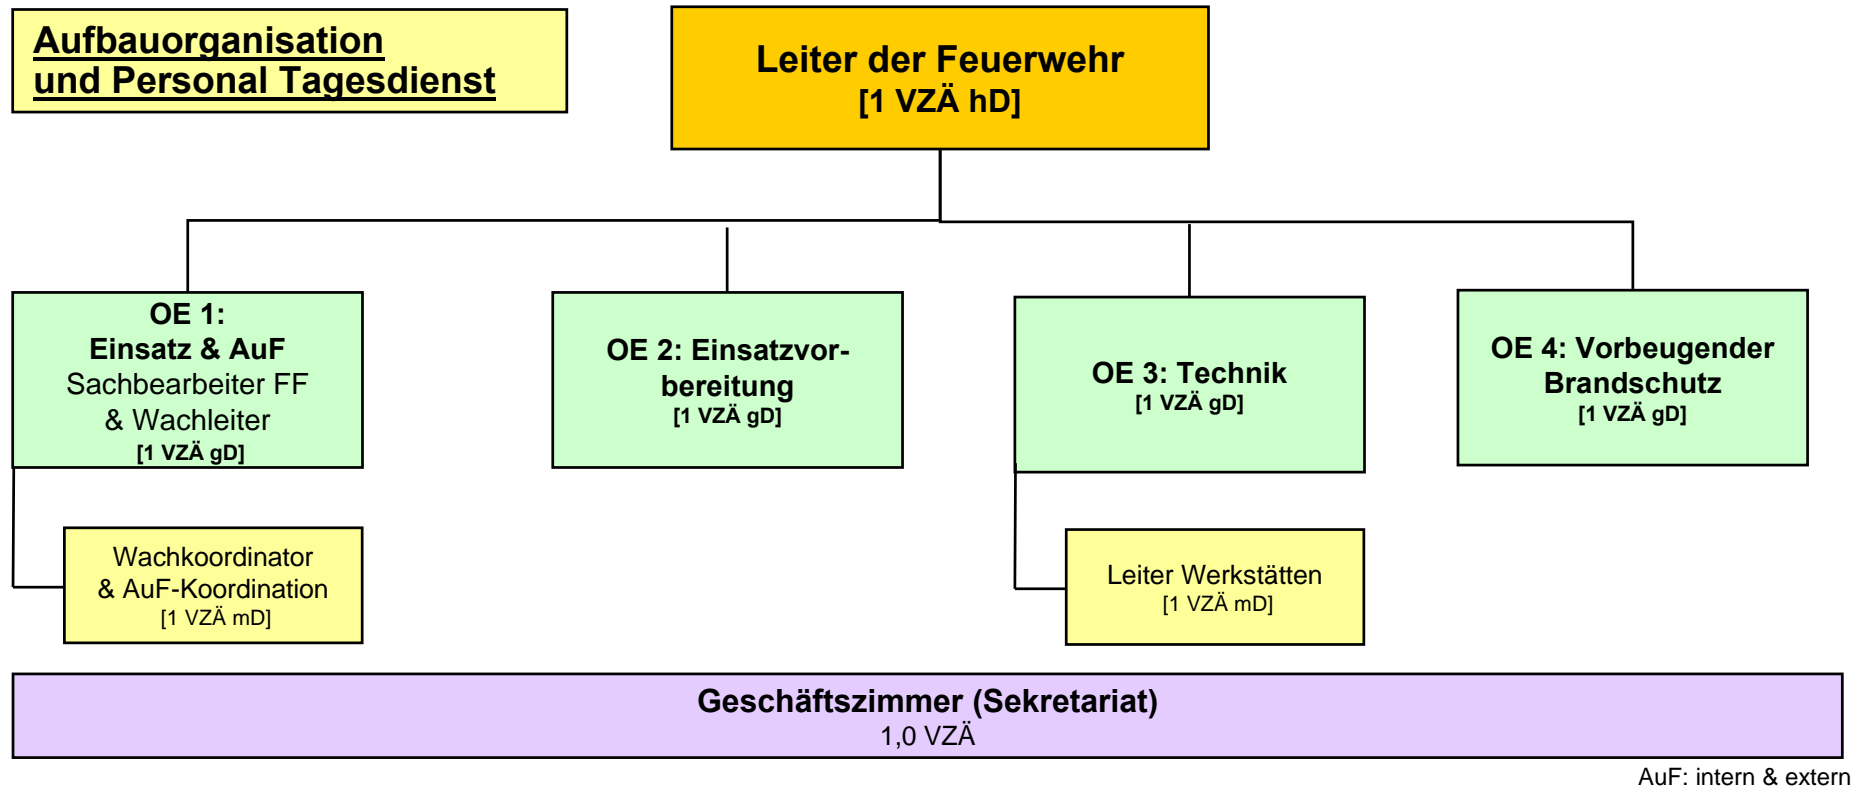 Aufbauorganisation
und Personal Tagesdienst
Leiter der Feuerwehr
[1 VZÄ hD]
OE 1:
Einsatz & AuF
Sachbearbeiter FF
& Wachleiter
[1 VZÄ gD]
OE 2: Einsatzvor-
bereitung
[1 VZÄ gD]
OE 3: Technik
[1 VZÄ gD]
OE 4: Vorbeugender
Brandschutz
[1 VZÄ gD]
Wachkoordinator
& AuF-Koordination
[1 VZÄ mD]
Leiter Werkstätten
[1 VZÄ mD]
Geschäftszimmer (Sekretariat)
1,0 VZÄ
AuF: intern & extern